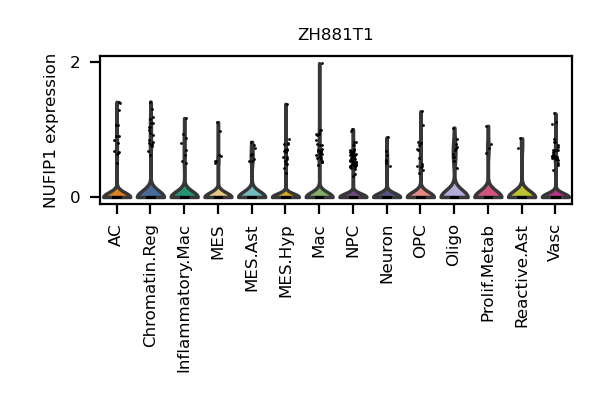 ZH881T1
NUFIP1 expression
2
0
AC
Chromatin.Reg
Inflammatory.Mac
MES
MES.Ast
MES.Hyp
Mac
NPC
Neuron
OPC
Oligo
Prolif.Metab
Reactive.Ast
Vasc